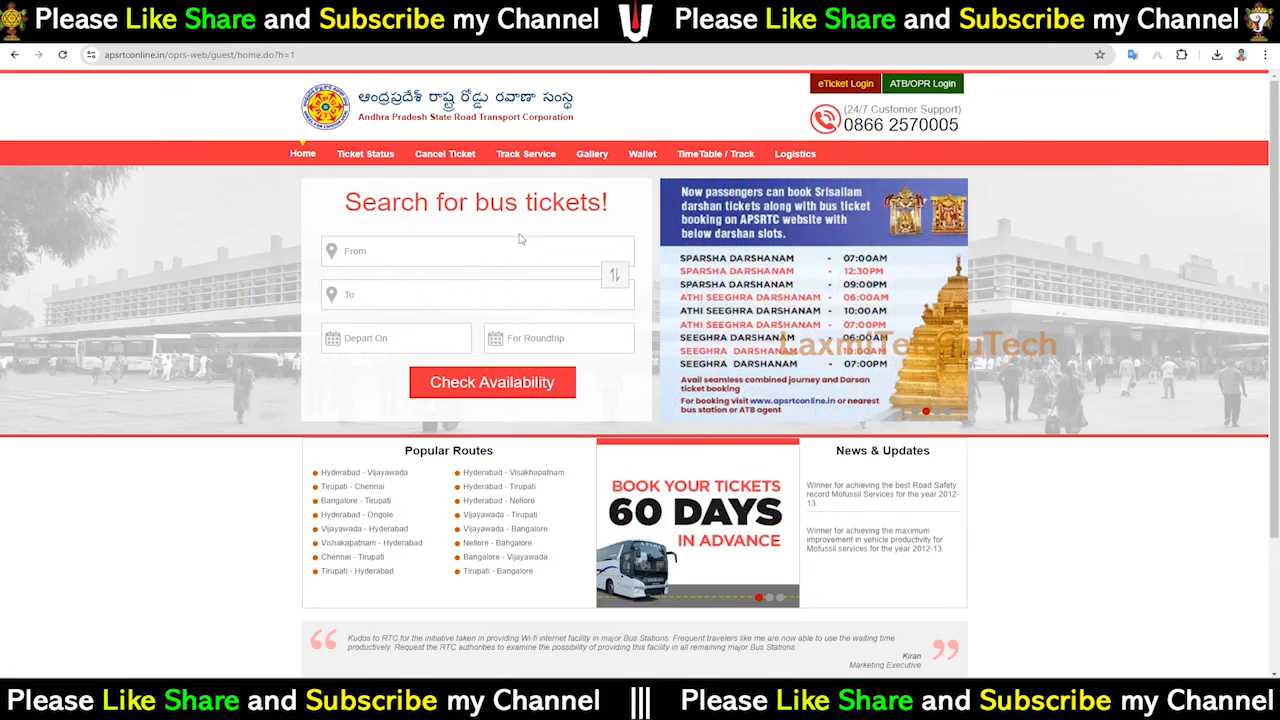 Please Like Share and Subscribe my Channel
Please Like Share and Subscribe my Channel
apsrtconline.in/oprs-web/guest/home.do?h=1
ఆంధ్రప్రదేశ్ రాష్ట్ర రోడ్డు రవాణా సంస్థ
Andhra Pradesh State Road Transport Corporation
eTicket Login
ATB/OPR Login
(24/7 Customer Support)
0866 2570005
Home Ticket Status Cancel Ticket Track Service Gallery Wallet TimeTable / Track Logistics
Search for bus tickets!
From
To
Depart On
For Roundtrip
Check Availability
Now passengers can book Srisailam
darshan tickets along with bus ticket
booking on APSRTC website with
below darshan slots.
SPARSHA DARSHANAM - 07:00AM
SPARSHA DARSHANAM - 12:30PM
SPARSHA DARSHANAM - 09:00PM
ATHI SEEGHRA DARSHANAM - 06:00AM
ATHI SEEGHRA DARSHANAM - 10:00AM
ATHI SEEGHRA DARSHANAM - 07:00PM
SEEGHRA DARSHANAM - 06:00AM
SEEGHRA DARSHANAM - 10:00AM
SEEGHRA DARSHANAM - 07:00PM
Avail seamless combined journey and Darsan
ticket booking
For booking visit www.apsrtconline.in or nearest
bus station or ATB agent
Popular Routes
Hyderabad - Vijayawada
Tirupati - Chennai
Bangalore - Tirupati
Hyderabad - Ongole
Vijayawada - Hyderabad
Vishakapatnam - Hyderabad
Chennai - Tirupati
Tirupati - Hyderabad
Hyderabad - Visakhapatnam
Hyderabad - Tirupati
Hyderabad - Nellore
Vijayawada - Tirupati
Vijayawada - Bangalore
Nellore - Bangalore
Bangalore - Vijayawada
Tirupati - Bangalore
BOOK YOUR TICKETS
60 DAYS
IN ADVANCE
News & Updates
Winner for achieving the best Road Safety
record Mofussil Services for the year 2012-
13.
Winner for achieving the maximum
improvement in vehicle productivity for
Mofussil services for the year 2012-13.
Kudos to RTC for the initiative taken in providing Wi-fi internet facility in major Bus Stations. Frequent travelers like me are now able to use the waiting time
productively. Request the RTC authorities to examine the possibility of providing this facility in all remaining major Bus Stations.
Kiran
Marketing Executive
Please Like Share and Subscribe my Channel
|||
Please Like Share and Subscribe my Channel